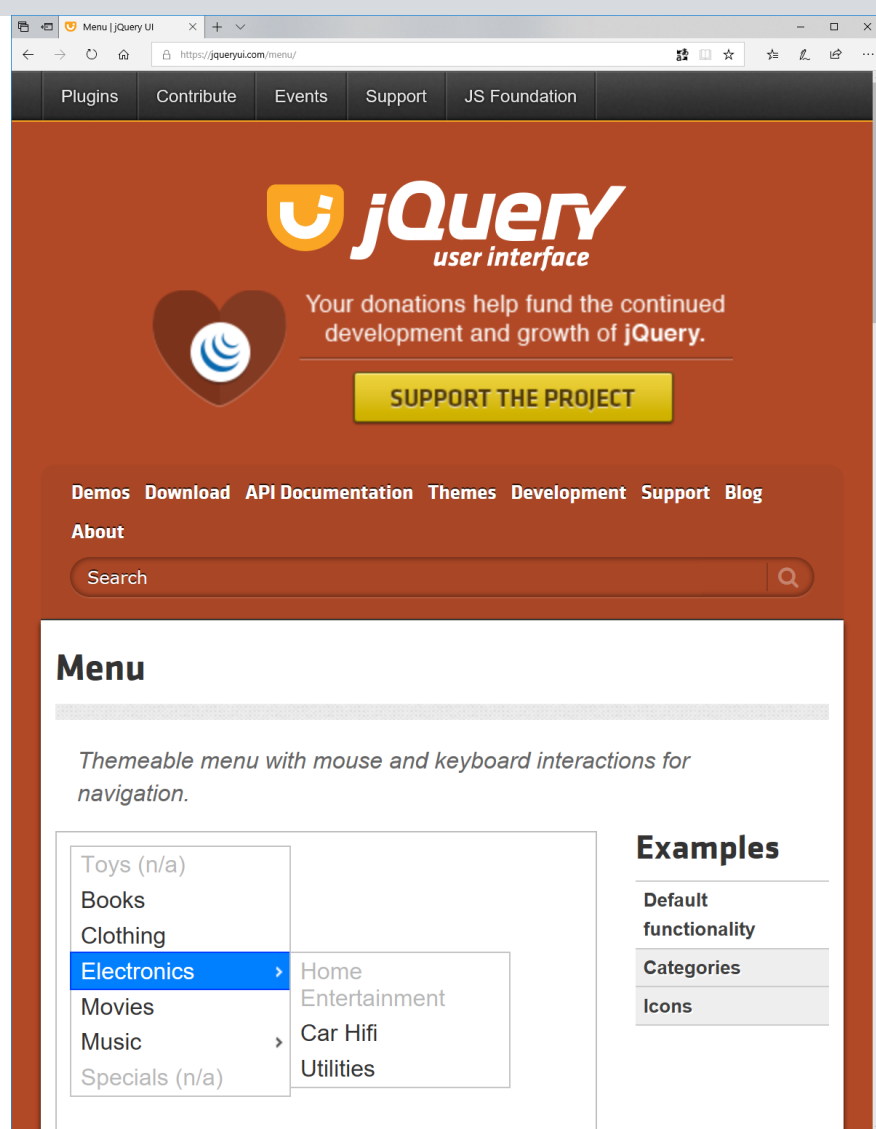 Menu | jQuery UI
https://jqueryui.com/menu/
Plugins Contribute Events Support JS Foundation
jQuery
user interface
Your donations help fund the continued
development and growth of jQuery.
SUPPORT THE PROJECT
Demos Download API Documentation Themes Development Support Blog
About
Search
Menu
Themeable menu with mouse and keyboard interactions for
navigation.
Toys (n/a)
Books
Clothing
Electronics
Movies
Music
Specials (n/a)
Home
Entertainment
Car Hifi
Utilities
Examples
Default
functionality
Categories
Icons